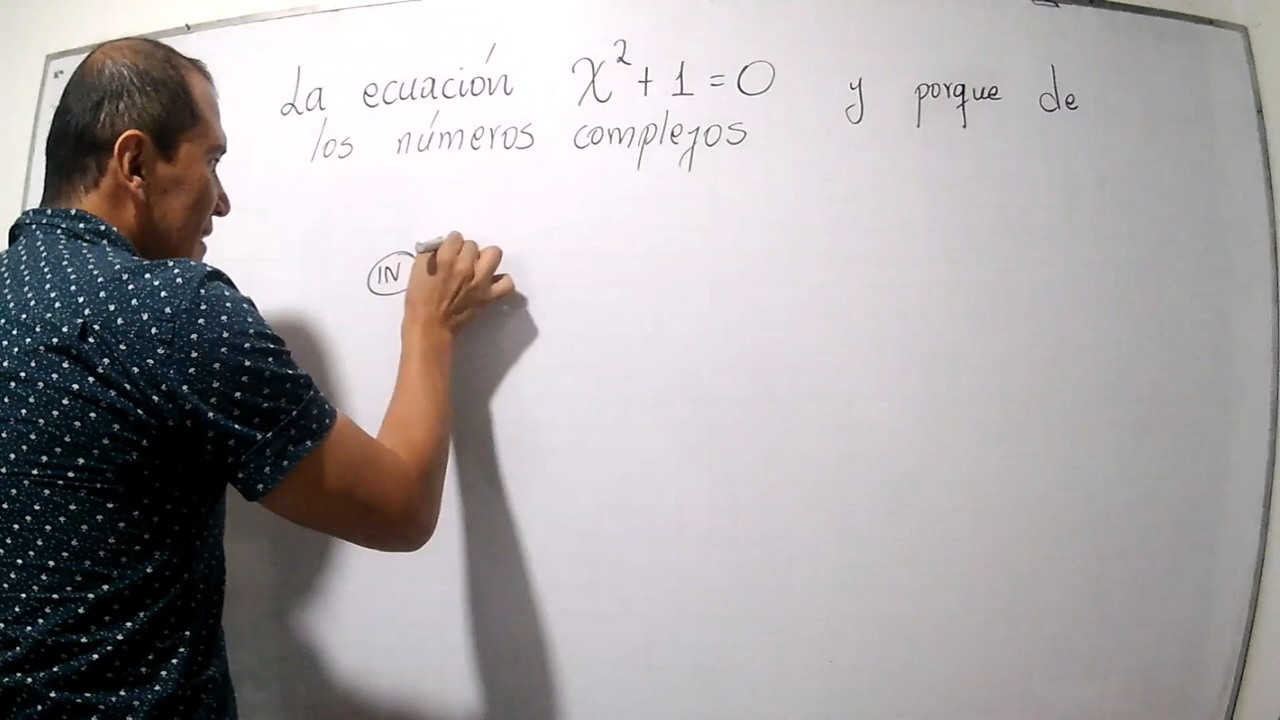 La ecuación x² + 1 = 0 y porque de
los números complejos
IN